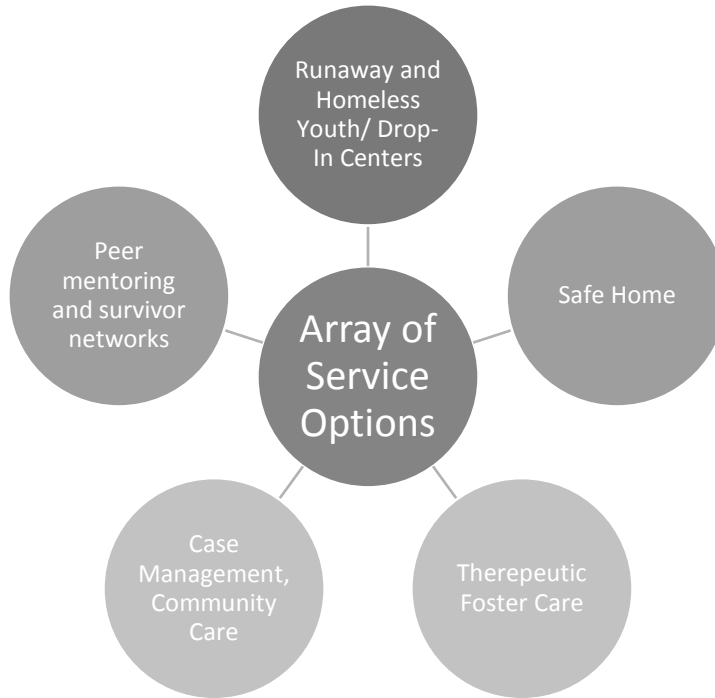 Runaway and
Homeless
Youth/ Drop-
In Centers
Peer
mentoring
and survivor
networks
Safe Home
Array of
Service
Options
Case
Management,
Community
Care
Therepeutic
Foster Care